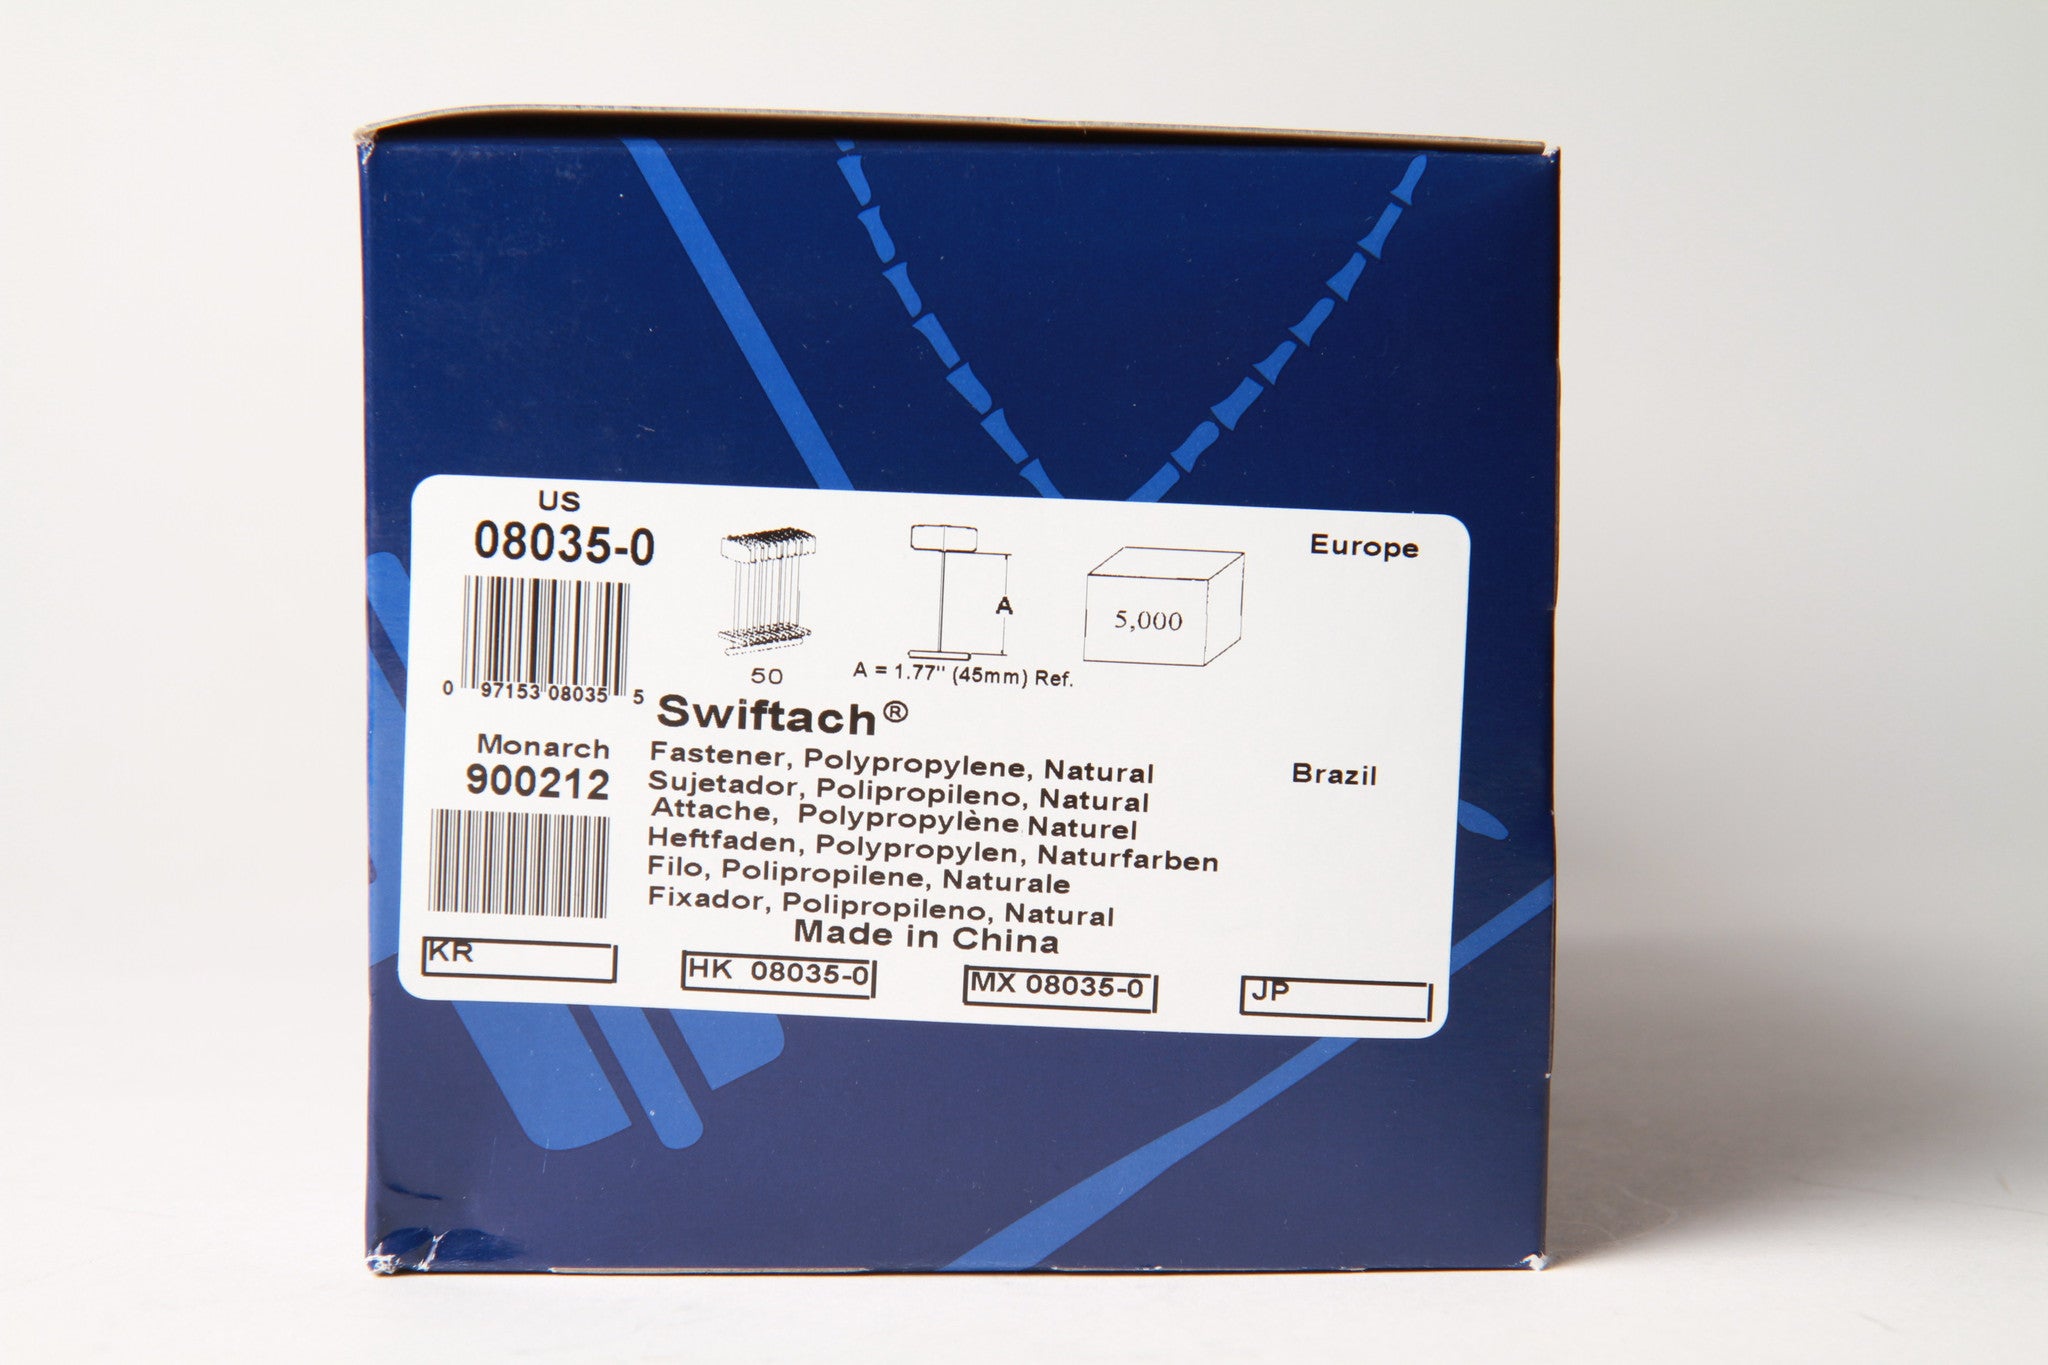 US
08035-0
0 97153 08035 5
50
A
A = 1.77" (45mm) Ref.
5,000
Europe
Swiftach®
Monarch
900212
Fastener, Polypropylene, Natural
Sujetador, Polipropileno, Natural
Attache, Polypropylène Naturel
Heftfaden, Polypropylen, Naturfarben
Filo, Polipropilene, Naturale
Fixador, Polipropileno, Natural
Brazil
Made in China
KR
HK 08035-0
MX 08035-0
JP